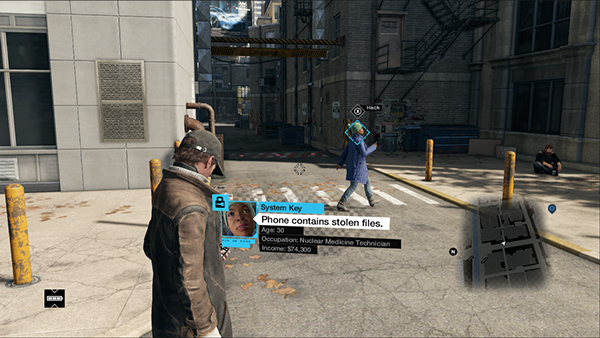 Hack
System Key
Phone contains stolen files.
Age: 30
Occupation: Nuclear Medicine Technician
Income: $74,300
N